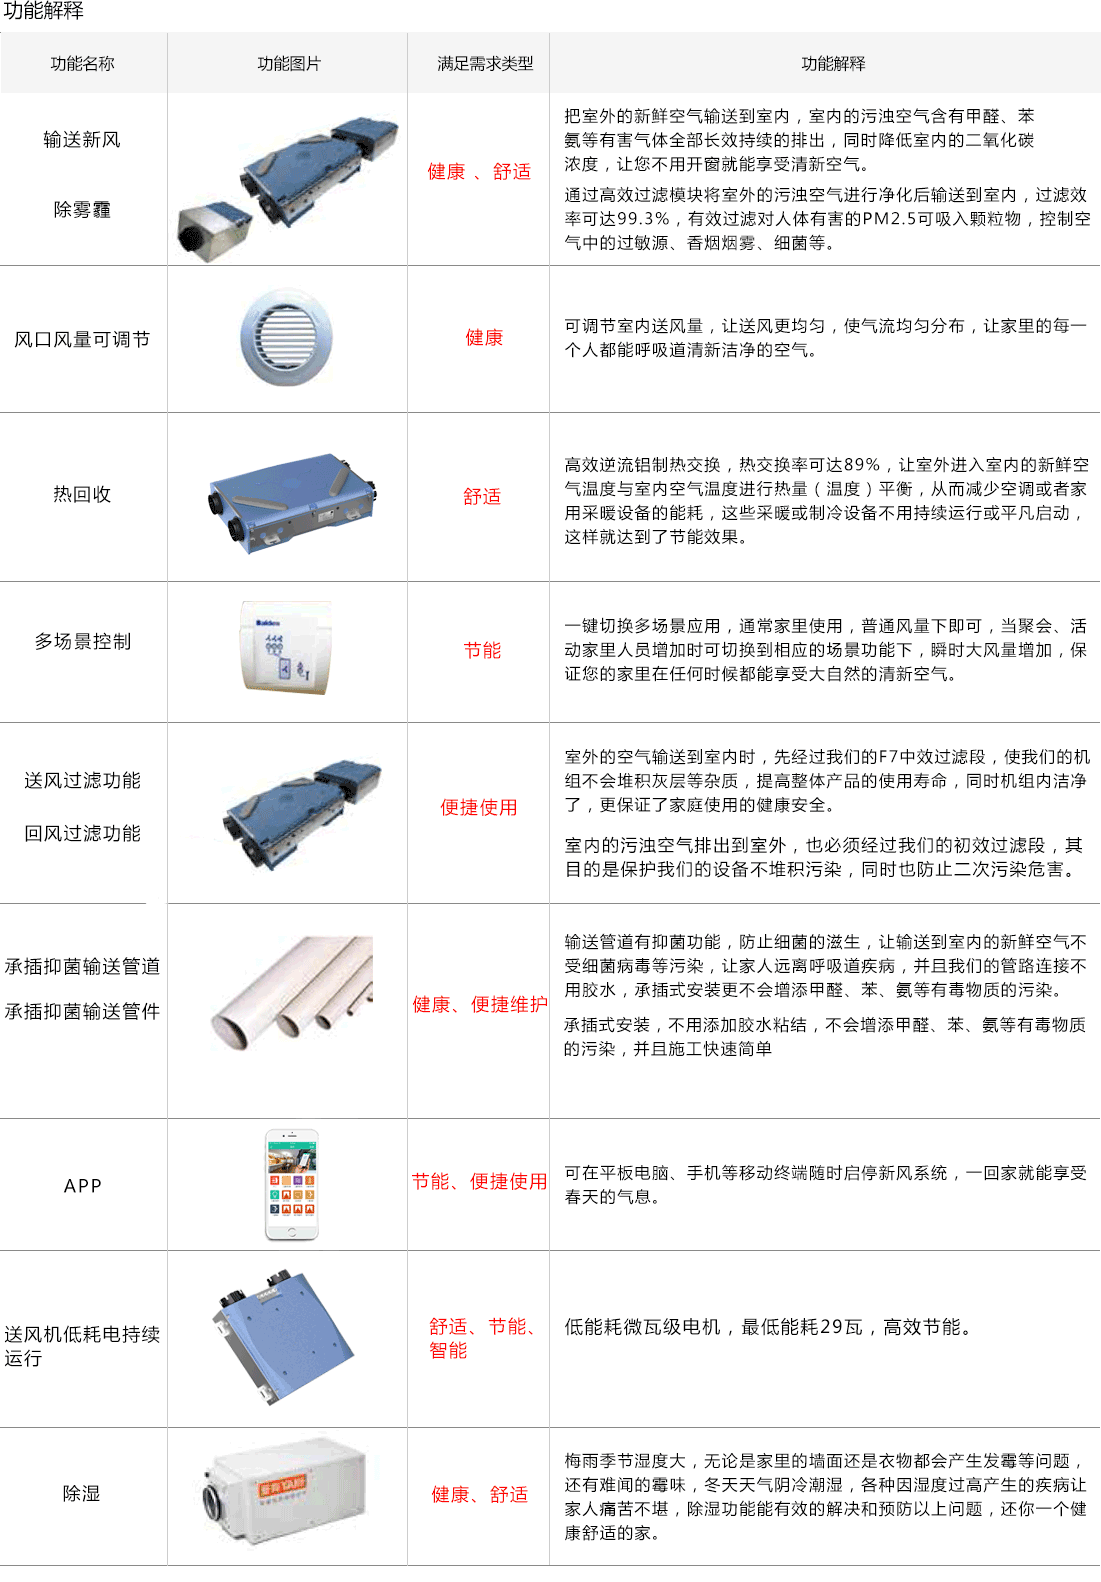 功能解释
功能名称
功能图片
满足需求类型
功能解释
输送新风
除雾霾
健康 、舒适
把室外的新鲜空气输送到室内，室内的污浊空气含有甲醛、苯
氨等有害气体全部长效持续的排出，同时降低室内的二氧化碳
浓度，让您不用开窗就能享受清新空气。
通过高效过滤模块将室外的污浊空气进行净化后输送到室内，过滤效
率可达99.3%，有效过滤对人体有害的PM2.5可吸入颗粒物，控制空
气中的过敏源、香烟烟雾、细菌等。
风口风量可调节
健康
可调节室内送风量，让送风更均匀，使气流均匀分布，让家里的每一
个人都能呼吸道清新洁净的空气。
热回收
舒适
高效逆流铝制热交换，热交换率可达89%，让室外进入室内的新鲜空
气温度与室内空气温度进行热量（温度）平衡，从而减少空调或者家
用采暖设备的能耗，这些采暖或制冷设备不用持续运行或平凡启动，
这样就达到了节能效果。
多场景控制
节能
一键切换多场景应用，通常家里使用，普通风量下即可，当聚会、活
动家里人员增加时可切换到相应的场景功能下，瞬时大风量增加，保
证您的家里在任何时候都能享受大自然的清新空气。
送风过滤功能
回风过滤功能
便捷使用
室外的空气输送到室内时，先经过我们的F7中效过滤段，使我们的机
组不会堆积灰层等杂质，提高整体产品的使用寿命，同时机组内洁净
了，更保证了家庭使用的健康安全。
室内的污浊空气排出到室外，也必须经过我们的初效过滤段，其
目的是保护我们的设备不堆积污染，同时也防止二次污染危害。
承插抑菌输送管道
承插抑菌输送管件
健康、便捷维护
输送管道有抑菌功能，防止细菌的滋生，让输送到室内的新鲜空气不
受细菌病毒等污染，让家人远离呼吸道疾病，并且我们的管路连接不
用胶水，承插式安装更不会增添甲醛、苯、氨等有毒物质的污染。
承插式安装，不用添加胶水粘结，不会增添甲醛、苯、氨等有毒物质
的污染，并且施工快速简单
APP
节能、便捷使用
可在平板电脑、手机等移动终端随时启停新风系统，一回家就能享受
春天的气息。
送风机低耗电持续
运行
舒适、节能、
智能
低能耗微瓦级电机，最低能耗29瓦，高效节能。
除湿
健康、舒适
梅雨季节湿度大，无论是家里的墙面还是衣物都会产生发霉等问题，
还有难闻的霉味，冬天天气阴冷潮湿，各种因湿度过高产生的疾病让
家人痛苦不堪，除湿功能能有效的解决和预防以上问题，还你一个健
康舒适的家。